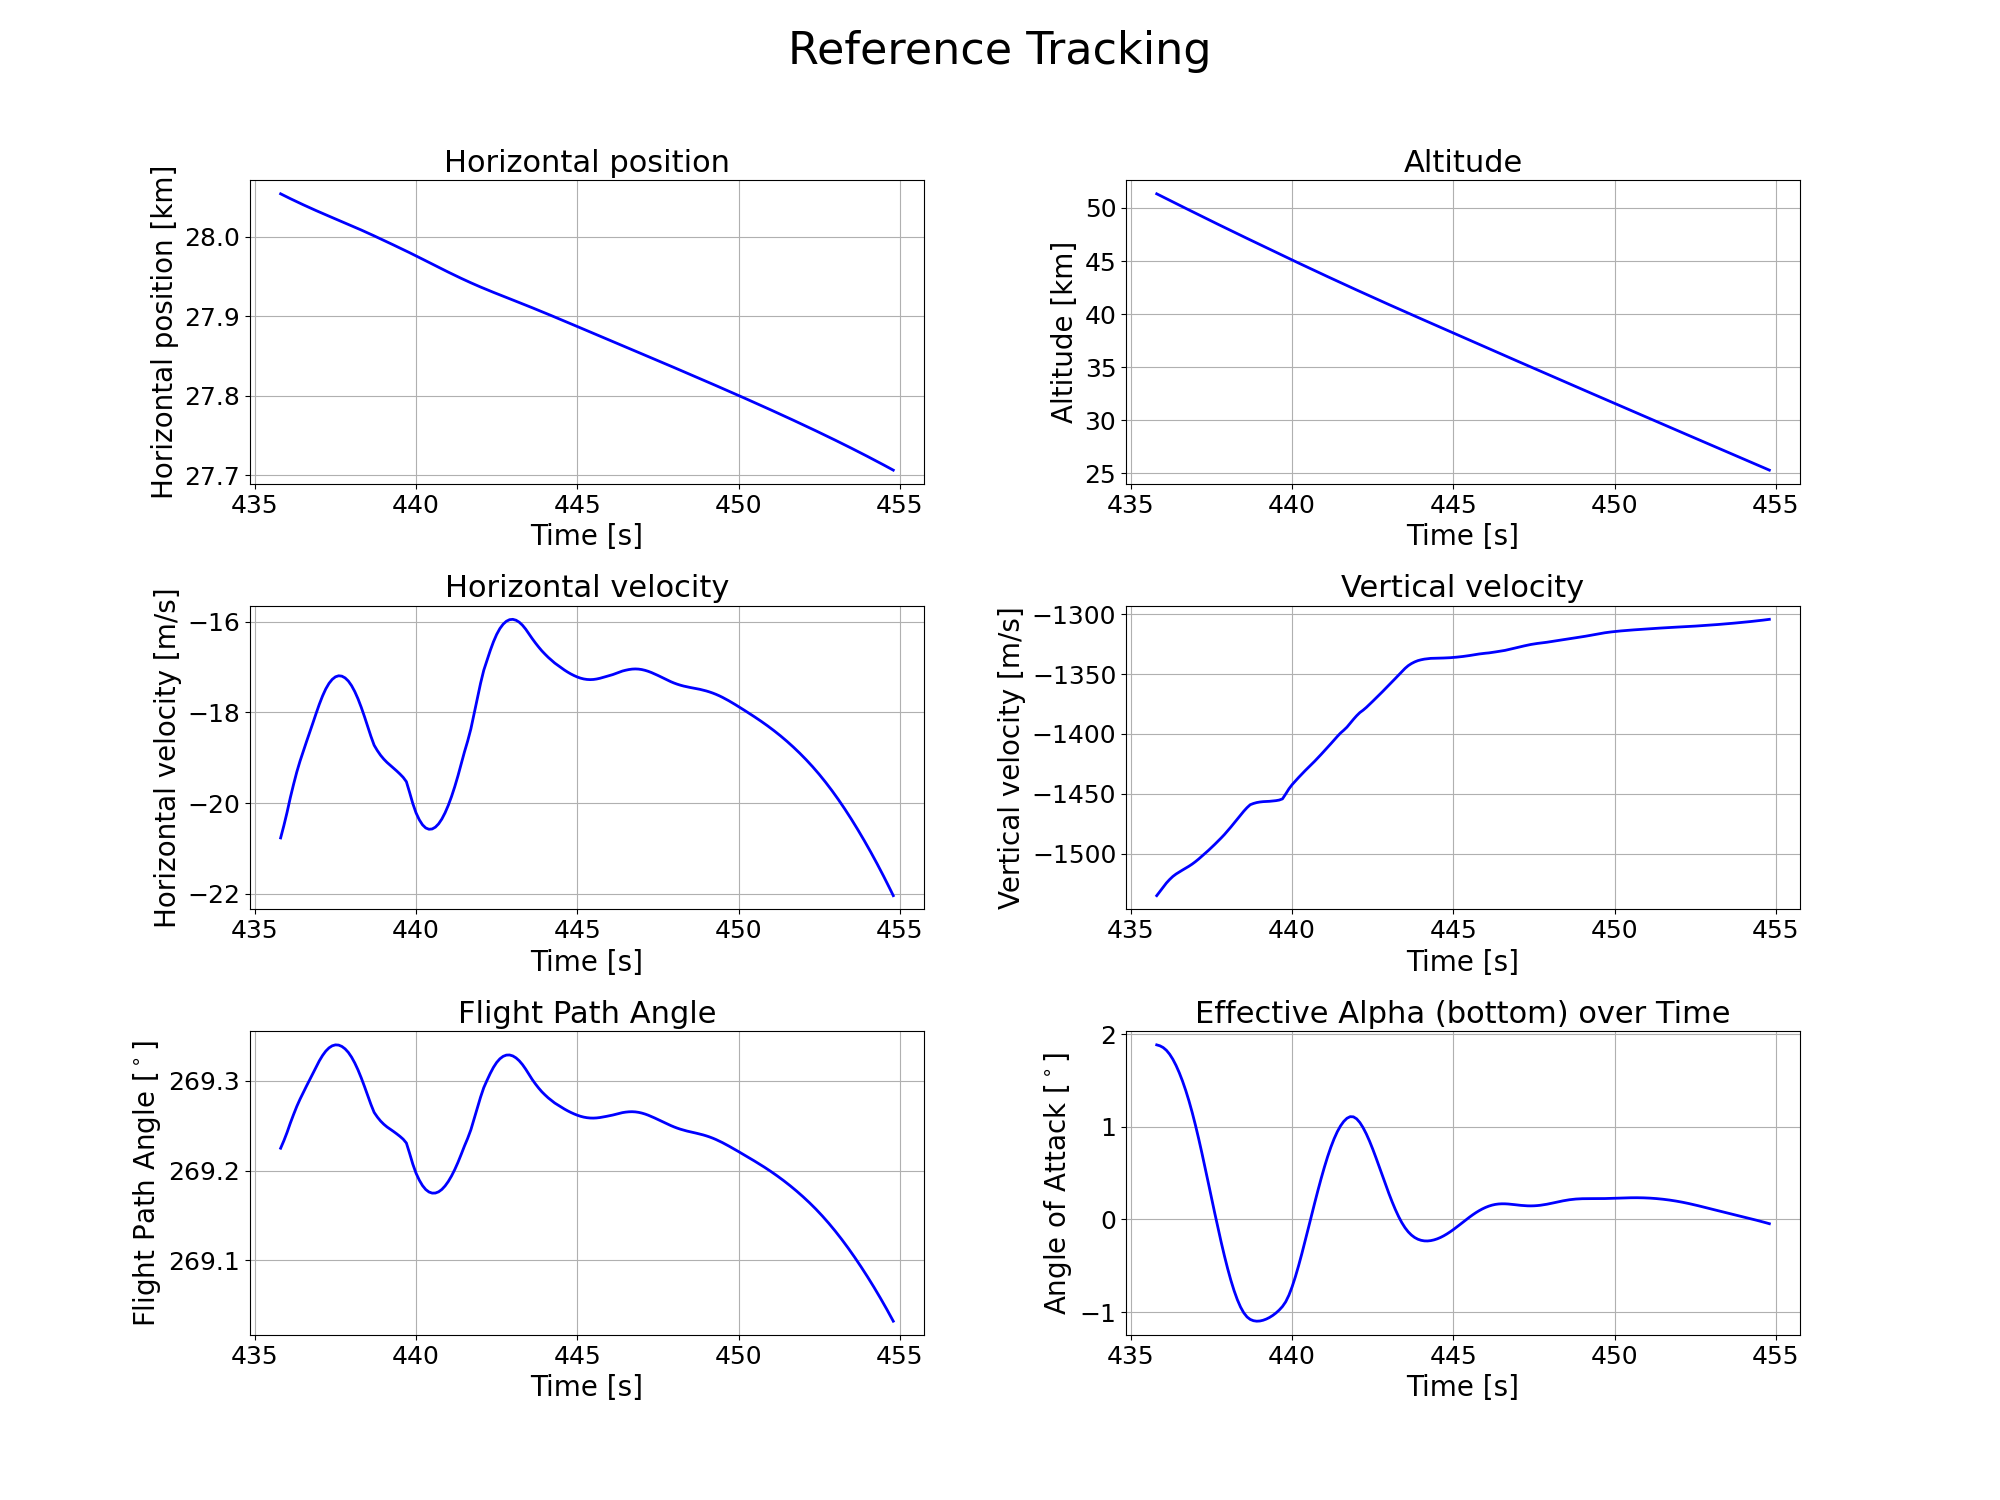 Reference Tracking
Horizontal position
Horizontal position [km]
28.0
27.9
27.8
27.7
435 440 445 450 455
Time [s]
Altitude
Altitude [km]
50
45
40
35
30
25
435 440 445 450 455
Time [s]
Horizontal velocity
Horizontal velocity [m/s]
−16
−18
−20
−22
435 440 445 450 455
Time [s]
Vertical velocity
Vertical velocity [m/s]
−1300
−1350
−1400
−1450
−1500
435 440 445 450 455
Time [s]
Flight Path Angle
Flight Path Angle [°]
269.3
269.2
269.1
435 440 445 450 455
Time [s]
Effective Alpha (bottom) over Time
Angle of Attack [°]
2
1
0
−1
435 440 445 450 455
Time [s]